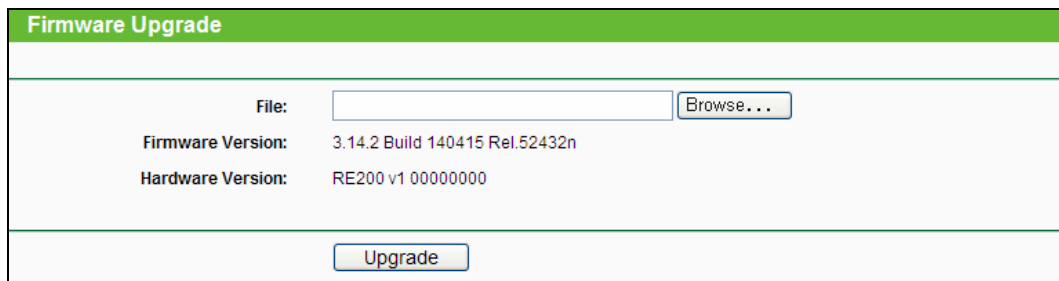 Firmware Upgrade
File: Browse...
Firmware Version: 3.14.2 Build 140415 Rel.52432n
Hardware Version: RE200 v1 00000000
Upgrade